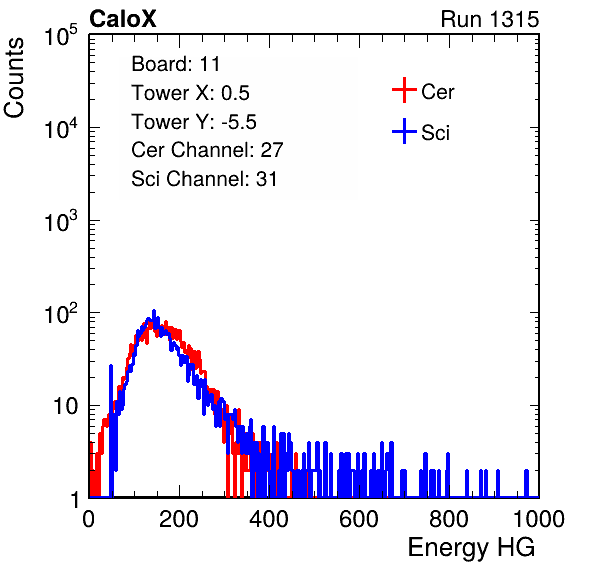 CaloX Run 1315
Counts
10^5
10^4
10^3
10^2
10
1
Board: 11
Tower X: 0.5
Tower Y: -5.5
Cer Channel: 27
Sci Channel: 31
Cer
Sci
0 200 400 600 800 1000
Energy HG